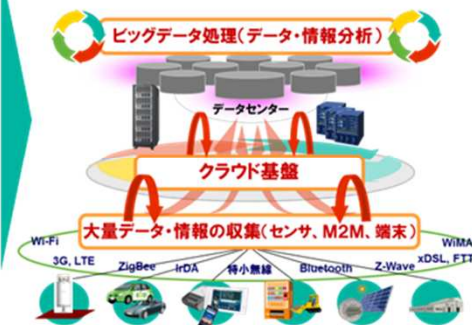 ビッグデータ処理(データ・情報分析)
データセンター
クラウド基盤
大量データ・情報の収集(センサ、M2M、端末)
Wi-Fi
WiMA
3G, LTE
xDSL, FTT
ZigBee
IrDA
特小無線
Bluetooth
Z-Wave